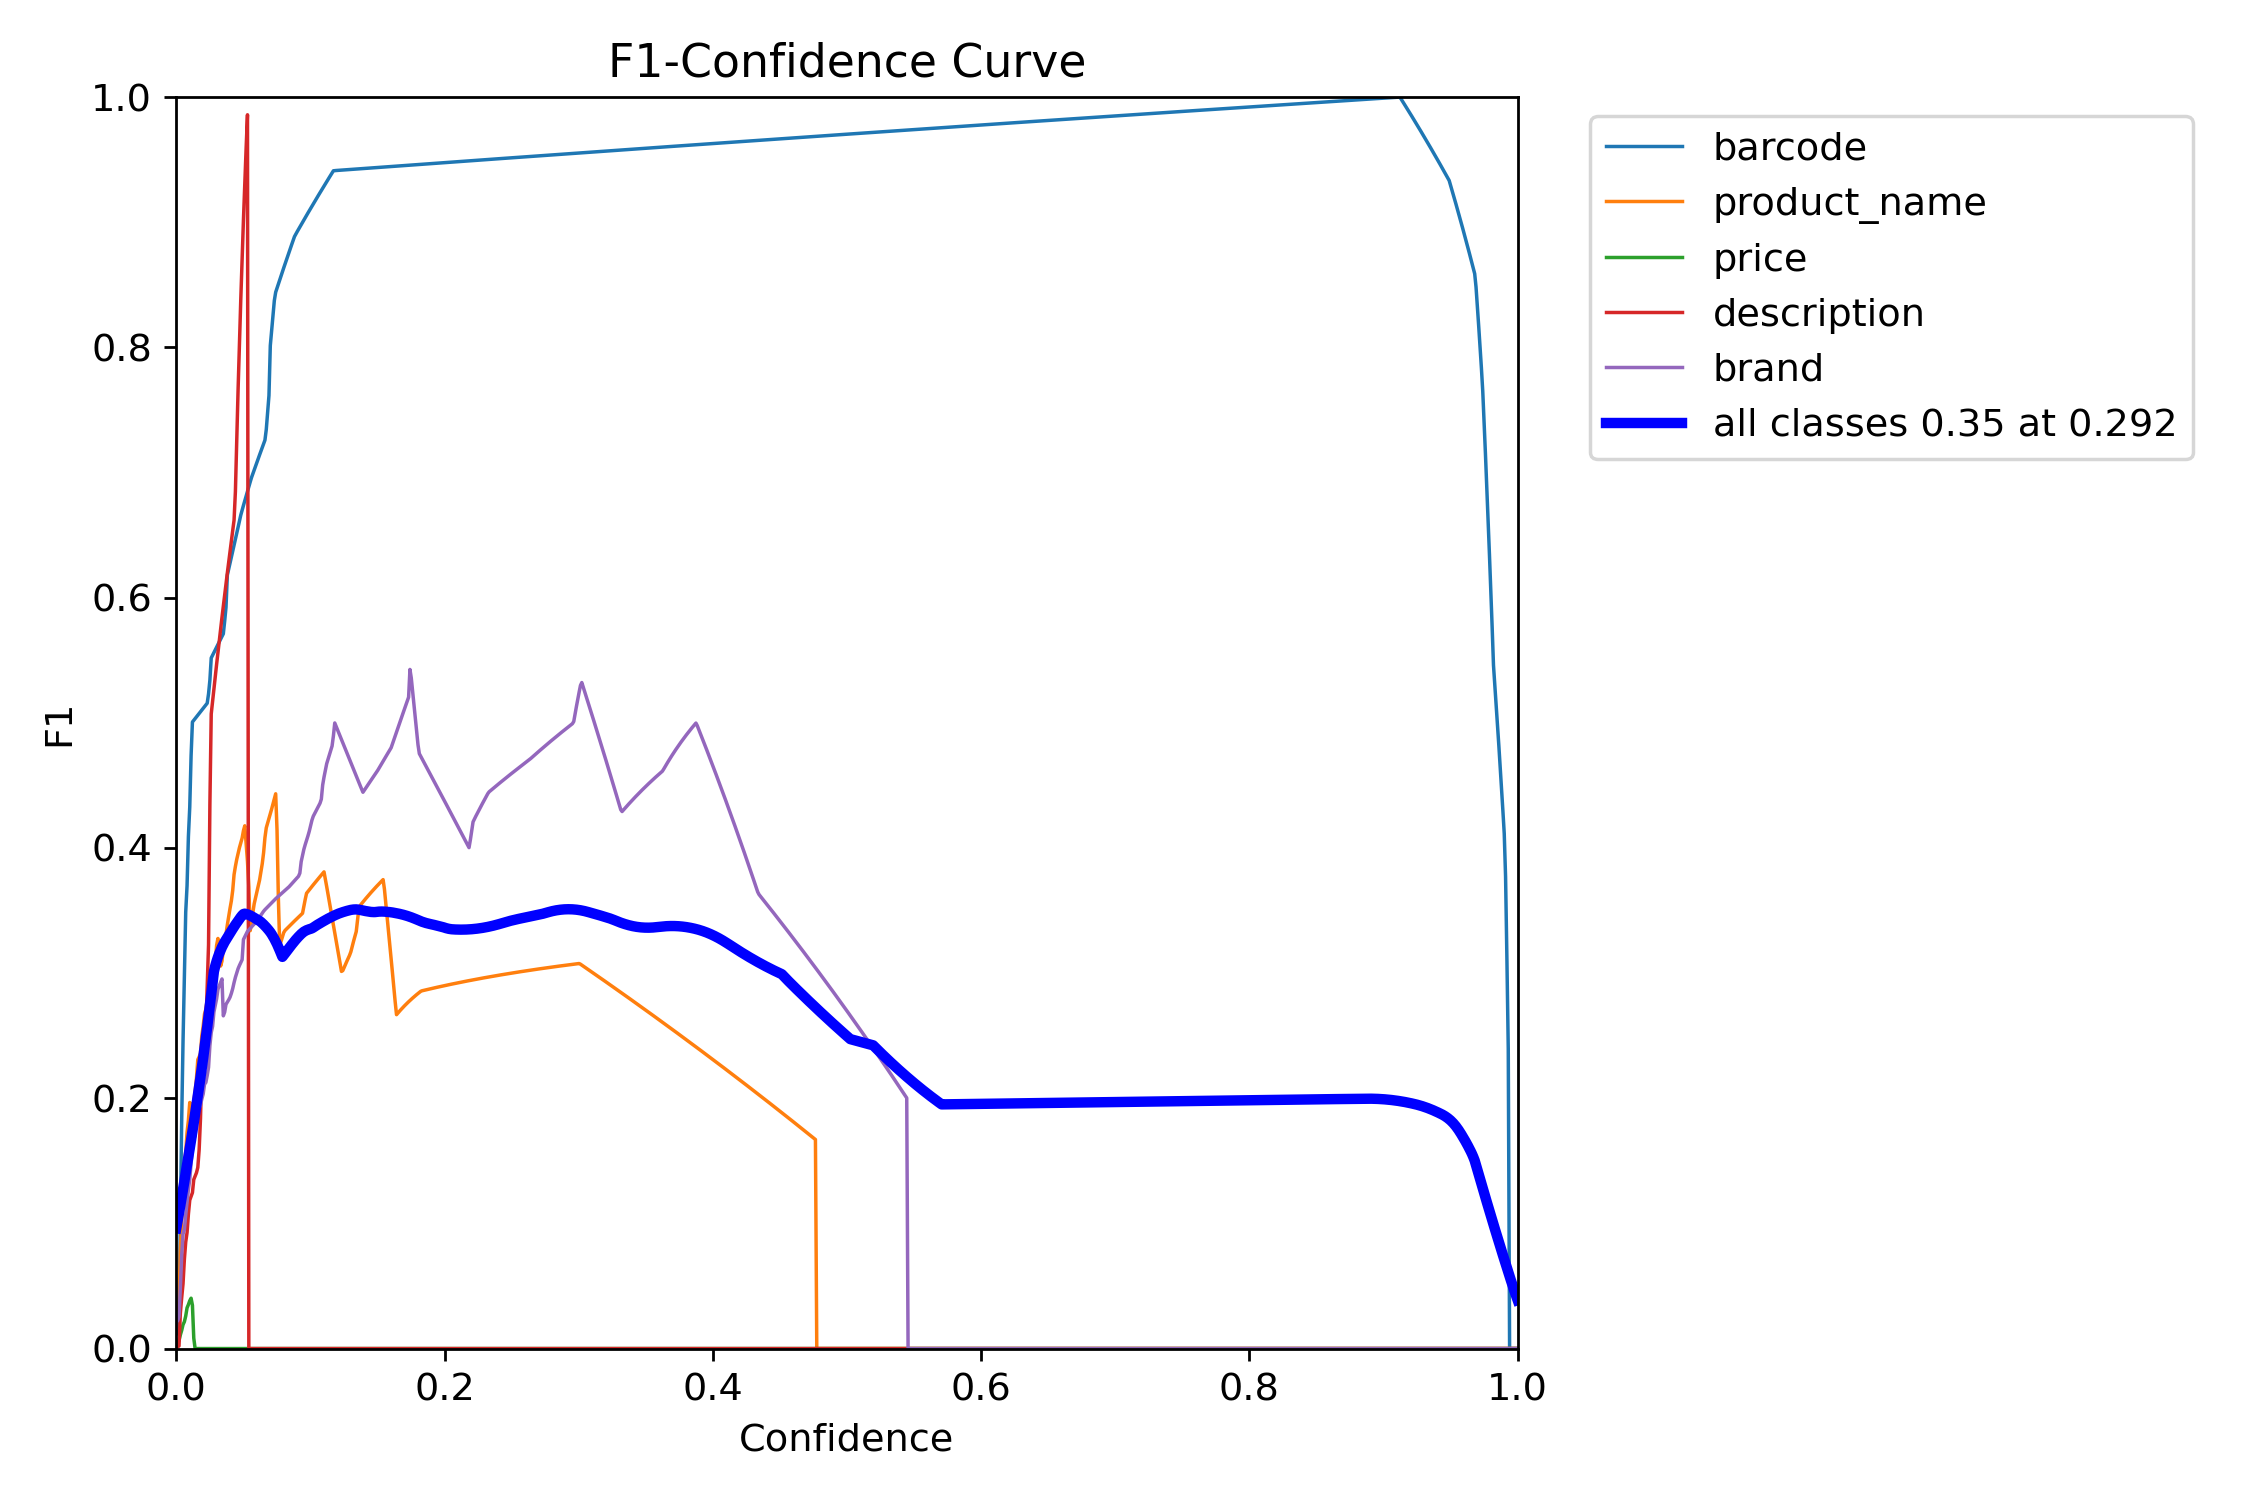 F1-Confidence Curve
1.0
0.8
0.6
0.4
0.2
0.0
F1
0.0 0.2 0.4 0.6 0.8 1.0
Confidence
barcode
product_name
price
description
brand
all classes 0.35 at 0.292